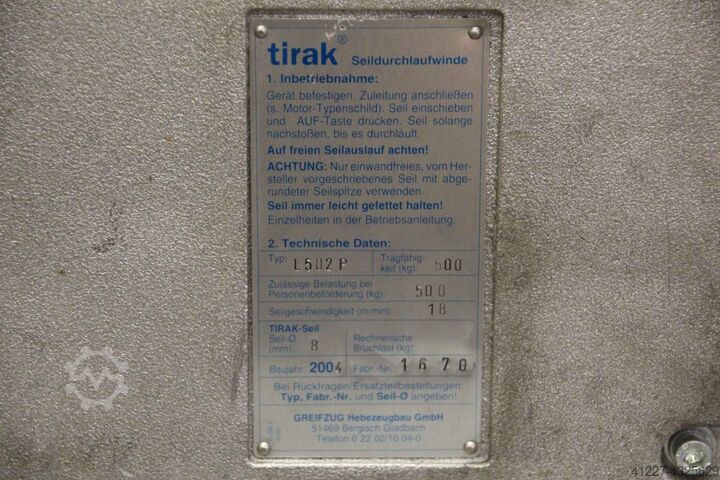 tirak® Seildurchlaufwinde
1. Inbetriebnahme:
Gerät befestigen, Zuleitung anschließen
(s. Motor-Typenschild). Seil einschieben
und AUF-Taste drücken. Seil solange
nachstoßen, bis es durchläuft.
Auf freien Seilauslauf achten!
ACHTUNG: Nur einwandfreies, vom Her-
steller vorgeschriebenes Seil mit abge-
rundeter Seilspitze verwenden.
Seil immer leicht gefettet halten!
Einzelheiten in der Betriebsanleitung.
2. Technische Daten:
Typ: L502P Tragfähig-
keit (kg): 500
Zulässige Belastung bei
Personenbeförderung (kg): 500
Seilgeschwindigkeit (m/min): 18
TIRAK-Seil
Seil-Ø
(mm): 8 Rechnerische
Bruchlast (kg):
Baujahr: 2004 Fabr.-Nr. 1670
Bei Rückfragen/Ersatzteilbestellungen:
Typ, Fabr.-Nr. und Seil-Ø angeben!
GREIFZUG Hebezeugbau GmbH
51469 Bergisch Gladbach
Telefon 0 22 02/10 04-0